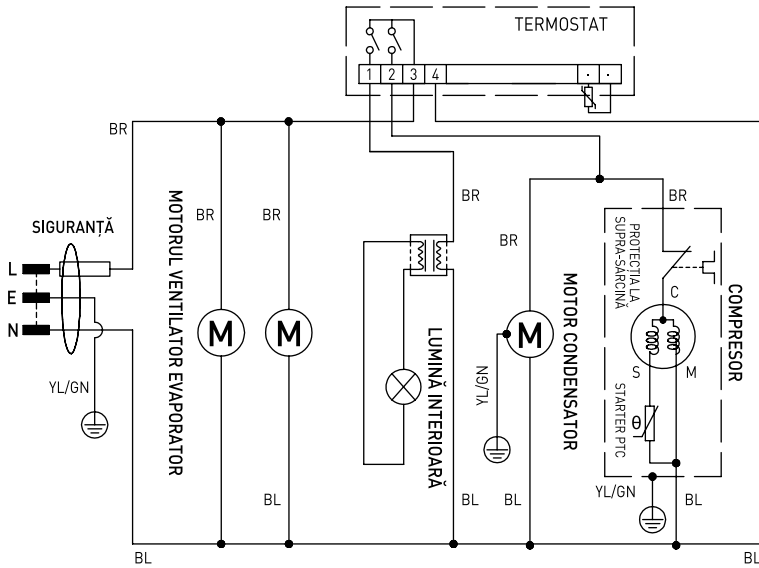 TERMOSTAT
1 2 3 4
BR
SIGURANȚĂ
L
E
N
YL/GN
MOTORUL VENTILATOR EVAPORATOR
BR
BR
M
M
BL
BR
LUMINĂ INTERIOARĂ
BL
BR
YL/GN
M
MOTOR CONDENSATOR
BL
BR
PROTECȚIA LA
SUPRA-SĂRCINĂ
C
S
M
θ
STARTER PTC
COMPRESOR
YL/GN
BL
BL
BL